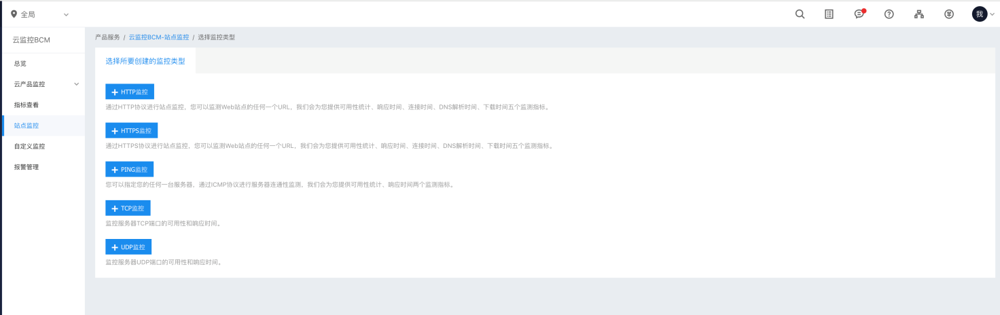 全局
我
云监控BCM
总览
云产品监控
指标查看
站点监控
自定义监控
报警管理
产品服务 / 云监控BCM-站点监控 / 选择监控类型
选择所要创建的监控类型
+ HTTP监控
通过HTTP协议进行站点监控，您可以监测Web站点的任何一个URL，我们会为您提供可用性统计、响应时间、连接时间、DNS解析时间、下载时间五个监测指标。
+ HTTPS监控
通过HTTPS协议进行站点监控，您可以监测Web站点的任何一个URL，我们会为您提供可用性统计、响应时间、连接时间、DNS解析时间、下载时间五个监测指标。
+ PING监控
您可以指定您的任何一台服务器，通过ICMP协议进行服务器连通性监测，我们会为您提供可用性统计、响应时间两个监测指标。
+ TCP监控
监控服务器TCP端口的可用性和响应时间。
+ UDP监控
监控服务器UDP端口的可用性和响应时间。